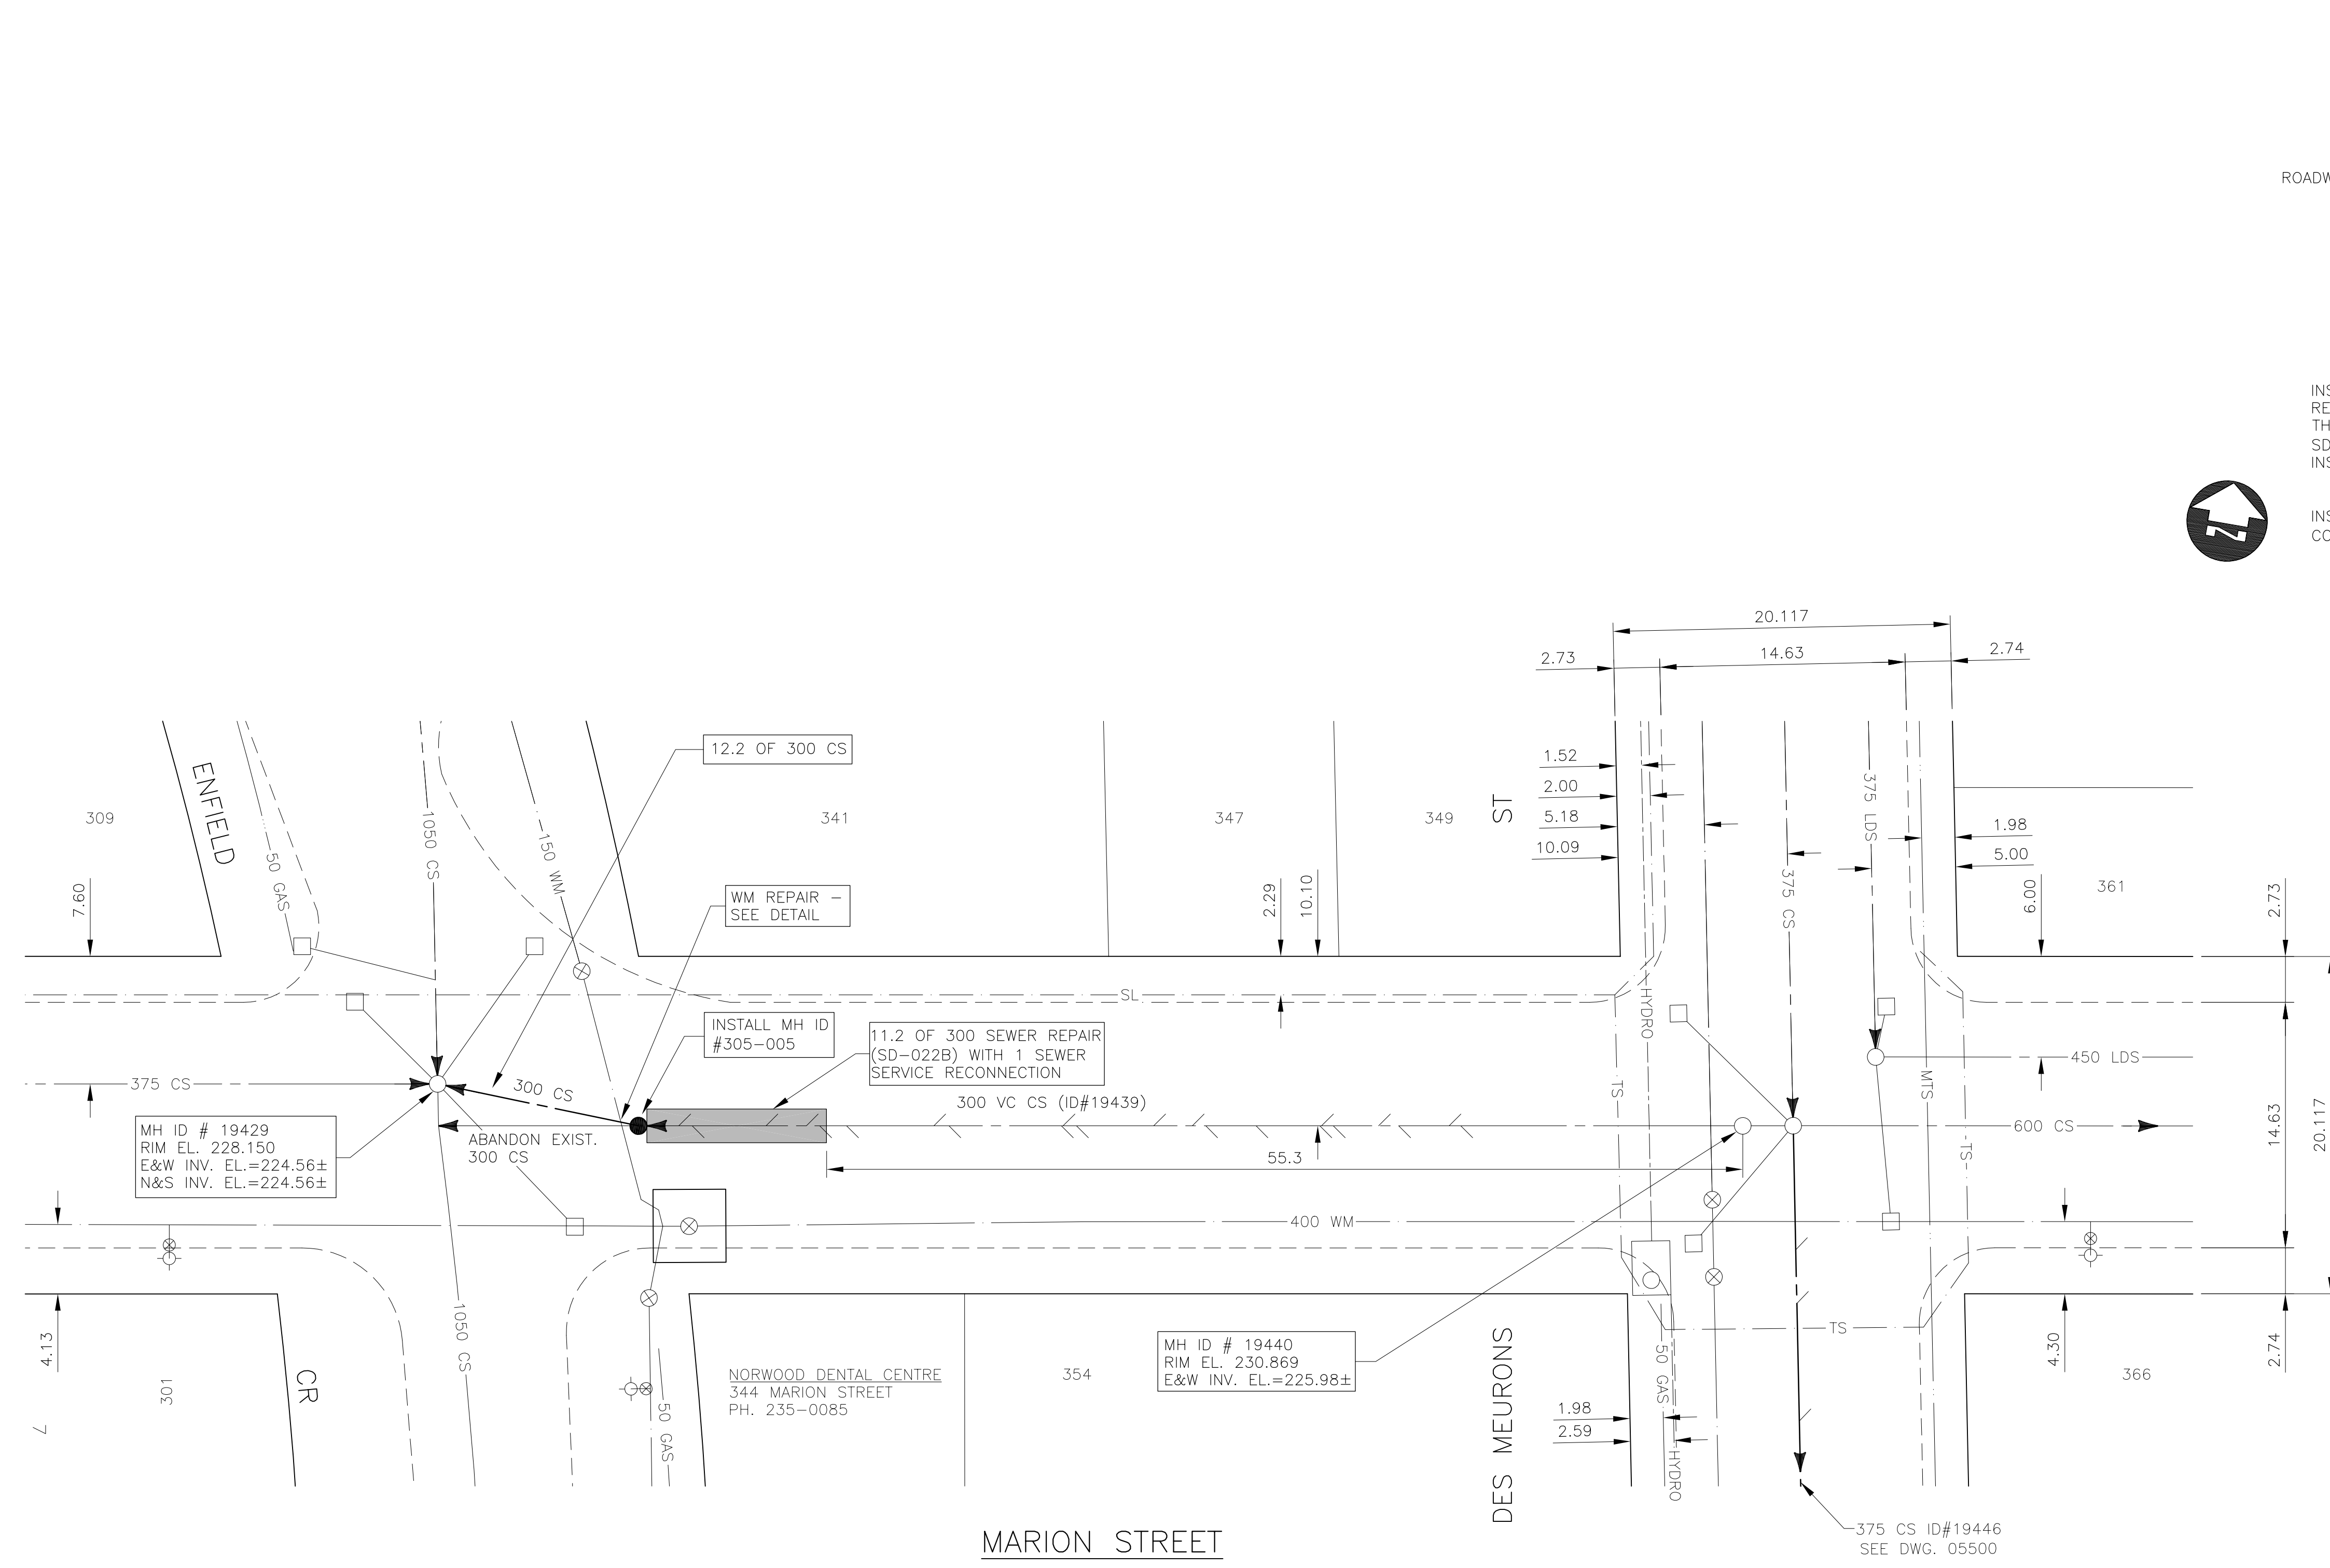 ROADW
INS
RE
TH
SD
INS
INS
CO
N
20.117
2.73
14.63
2.74
12.2 OF 300 CS
1.52
2.00
5.18
10.09
ST
309
ENFIELD
50 GAS
1050 CS
150 WM
341
347
349
375 LDS
375 CS
1.98
5.00
6.00
361
2.73
7.60
WM REPAIR –
SEE DETAIL
2.29
10.10
SL
HYDRO
INSTALL MH ID
#305-005
11.2 OF 300 SEWER REPAIR
(SD-022B) WITH 1 SEWER
SERVICE RECONNECTION
375 CS
300 CS
300 VC CS (ID#19439)
TS
MTS
450 LDS
600 CS
14.63
20.117
MH ID # 19429
RIM EL. 228.150
E&W INV. EL.=224.56±
N&S INV. EL.=224.56±
ABANDON EXIST.
300 CS
55.3
TS
400 WM
4.13
301
7
CR
1050 CS
50 GAS
NORWOOD DENTAL CENTRE
344 MARION STREET
PH. 235-0085
354
MH ID # 19440
RIM EL. 230.869
E&W INV. EL.=225.98±
DES MEURONS
1.98
2.59
50 GAS
HYDRO
TS
4.30
366
2.74
375 CS ID#19446
SEE DWG. 05500
MARION STREET